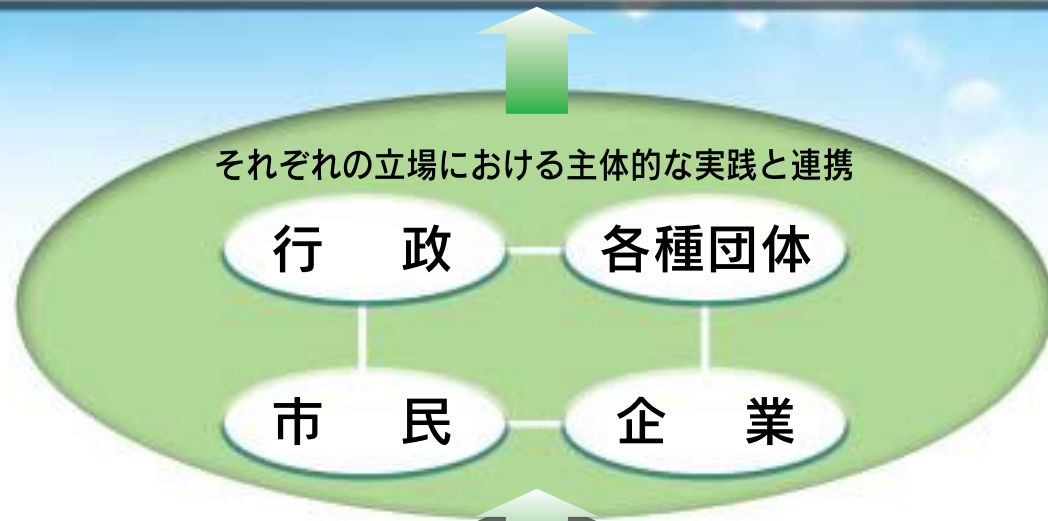 それぞれの立場における主体的な実践と連携
行　政　各種団体
市　民　企　業